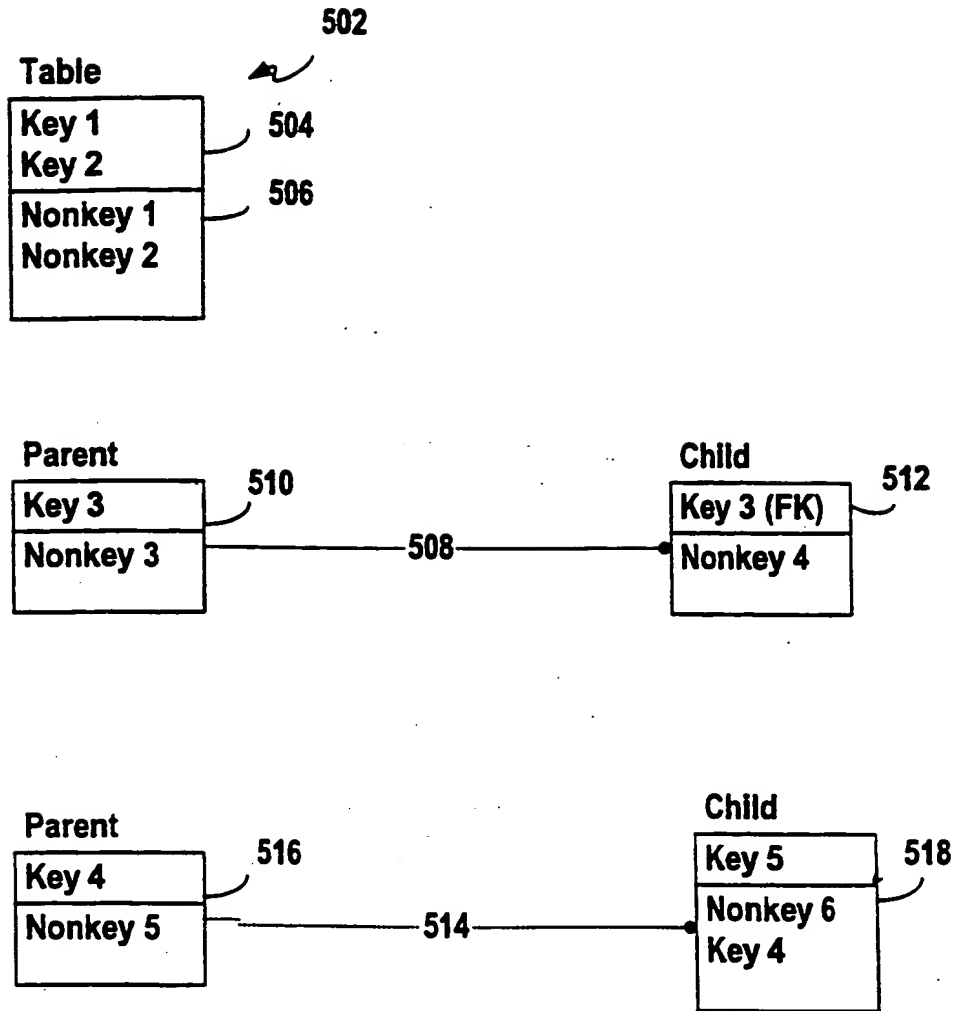 502
Table
Key 1
504
Key 2
506
Nonkey 1
Nonkey 2
Parent
Child
510
512
Key 3
Key 3 (FK)
Nonkey 3
508
Nonkey 4
Parent
Child
516
518
Key 4
Key 5
Nonkey 5
514
Nonkey 6
Key 4